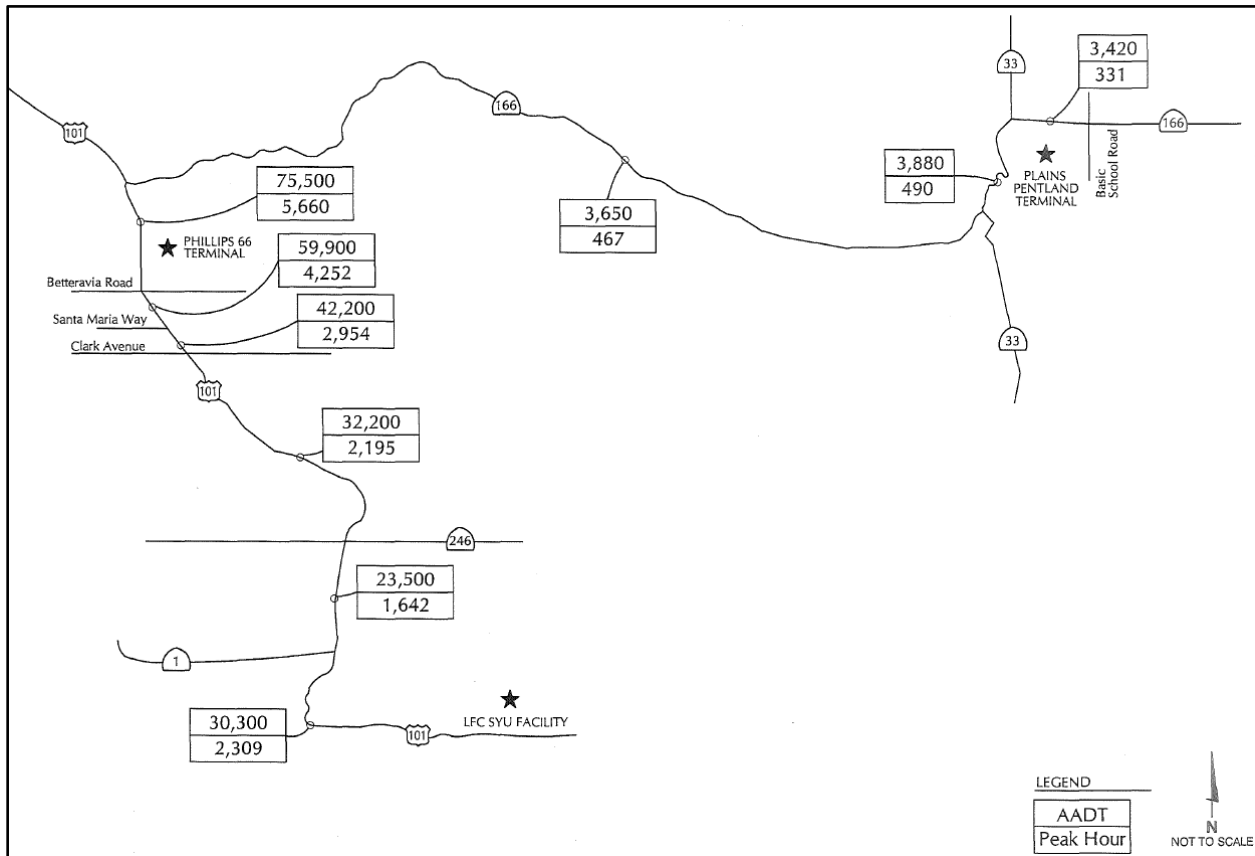 33
3,420
331
166
101
166
Basic
School Road
3,880
490
PLAINS
PENTLAND
TERMINAL
75,500
5,660
3,650
467
PHILLIPS 66
TERMINAL
59,900
4,252
Betteravia Road
42,200
2,954
Santa Maria Way
Clark Avenue
33
101
32,200
2,195
246
23,500
1,642
1
LFC SYU FACILITY
30,300
2,309
101
LEGEND
AADT
Peak Hour
N
NOT TO SCALE